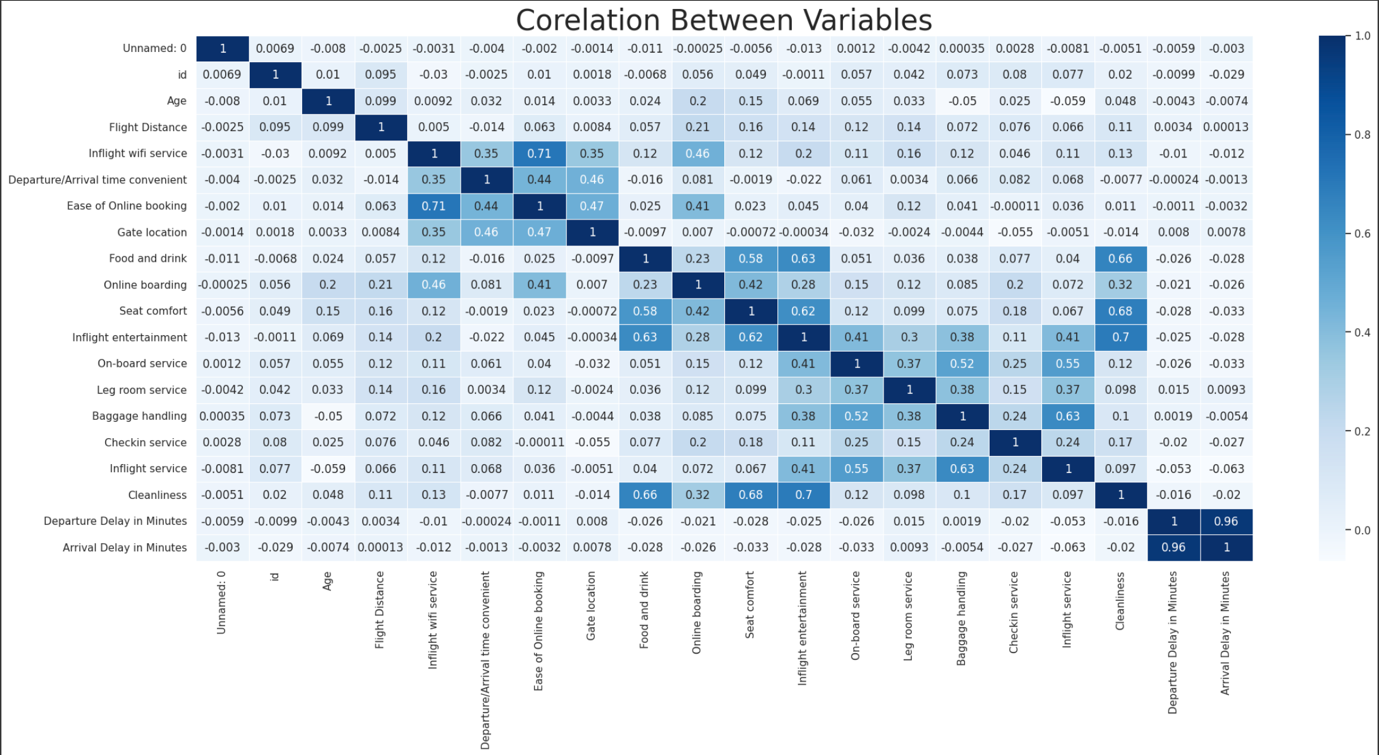 Corelation Between Variables
Unnamed: 0 1 0.0069 -0.008 -0.0025 -0.0031 -0.004 -0.002 -0.0014 -0.011 -0.00025 -0.0056 -0.013 0.0012 -0.0042 0.00035 0.0028 -0.0081 -0.0051 -0.0059 -0.003
id 0.0069 1 0.01 0.095 -0.03 -0.0025 0.01 0.0018 -0.0068 0.056 0.049 -0.0011 0.057 0.042 0.073 0.08 0.077 0.02 -0.0099 -0.029
Age -0.008 0.01 1 0.099 0.0092 0.032 0.014 0.0033 0.024 0.2 0.15 0.069 0.055 0.033 -0.05 0.025 -0.059 0.048 -0.0043 -0.0074
Flight Distance -0.0025 0.095 0.099 1 0.005 -0.014 0.063 0.0084 0.057 0.21 0.16 0.14 0.12 0.14 0.072 0.076 0.066 0.11 0.0034 0.00013
Inflight wifi service -0.0031 -0.03 0.0092 0.005 1 0.35 0.71 0.35 0.12 0.46 0.12 0.2 0.11 0.16 0.12 0.046 0.11 0.13 -0.01 -0.012
Departure/Arrival time convenient -0.004 -0.0025 0.032 -0.014 0.35 1 0.44 0.46 -0.016 0.081 -0.0019 -0.022 0.061 0.0034 0.066 0.082 0.068 -0.0077 -0.00024 -0.0013
Ease of Online booking -0.002 0.01 0.014 0.063 0.71 0.44 1 0.47 0.025 0.41 0.023 0.045 0.04 0.12 0.041 -0.00011 0.036 0.011 -0.0011 -0.0032
Gate location -0.0014 0.0018 0.0033 0.0084 0.35 0.46 0.47 1 -0.0097 0.007 -0.00072 -0.00034 -0.032 -0.0024 -0.0044 -0.055 -0.0051 -0.014 0.008 0.0078
Food and drink -0.011 -0.0068 0.024 0.057 0.12 -0.016 0.025 -0.0097 1 0.23 0.58 0.63 0.051 0.036 0.038 0.077 0.04 0.66 -0.026 -0.028
Online boarding -0.00025 0.056 0.2 0.21 0.46 0.081 0.41 0.007 0.23 1 0.42 0.28 0.15 0.12 0.085 0.2 0.072 0.32 -0.021 -0.026
Seat comfort -0.0056 0.049 0.15 0.16 0.12 -0.0019 0.023 -0.00072 0.58 0.42 1 0.62 0.12 0.099 0.075 0.18 0.067 0.68 -0.028 -0.033
Inflight entertainment -0.013 -0.0011 0.069 0.14 0.2 -0.022 0.045 -0.00034 0.63 0.28 0.62 1 0.41 0.3 0.38 0.11 0.41 0.7 -0.025 -0.028
On-board service 0.0012 0.057 0.055 0.12 0.11 0.061 0.04 -0.032 0.051 0.15 0.12 0.41 1 0.37 0.52 0.25 0.55 0.12 -0.026 -0.033
Leg room service -0.0042 0.042 0.033 0.14 0.16 0.0034 0.12 -0.0024 0.036 0.12 0.099 0.3 0.37 1 0.38 0.15 0.37 0.098 0.015 0.0093
Baggage handling 0.00035 0.073 -0.05 0.072 0.12 0.066 0.041 -0.0044 0.038 0.085 0.075 0.38 0.52 0.38 1 0.24 0.63 0.1 0.0019 -0.0054
Checkin service 0.0028 0.08 0.025 0.076 0.046 0.082 -0.00011 -0.055 0.077 0.2 0.18 0.11 0.25 0.15 0.24 1 0.24 0.17 -0.02 -0.027
Inflight service -0.0081 0.077 -0.059 0.066 0.11 0.068 0.036 -0.0051 0.04 0.072 0.067 0.41 0.55 0.37 0.63 0.24 1 0.097 -0.053 -0.063
Cleanliness -0.0051 0.02 0.048 0.11 0.13 -0.0077 0.011 -0.014 0.66 0.32 0.68 0.7 0.12 0.098 0.1 0.17 0.097 1 -0.016 -0.02
Departure Delay in Minutes -0.0059 -0.0099 -0.0043 0.0034 -0.01 -0.00024 -0.0011 0.008 -0.026 -0.021 -0.028 -0.025 -0.026 0.015 0.0019 -0.02 -0.053 -0.016 1 0.96
Arrival Delay in Minutes -0.003 -0.029 -0.0074 0.00013 -0.012 -0.0013 -0.0032 0.0078 -0.028 -0.026 -0.033 -0.028 -0.033 0.0093 -0.0054 -0.027 -0.063 -0.02 0.96 1
Unnamed: 0
id
Age
Flight Distance
Inflight wifi service
Departure/Arrival time convenient
Ease of Online booking
Gate location
Food and drink
Online boarding
Seat comfort
Inflight entertainment
On-board service
Leg room service
Baggage handling
Checkin service
Inflight service
Cleanliness
Departure Delay in Minutes
Arrival Delay in Minutes
1.0
0.8
0.6
0.4
0.2
0.0